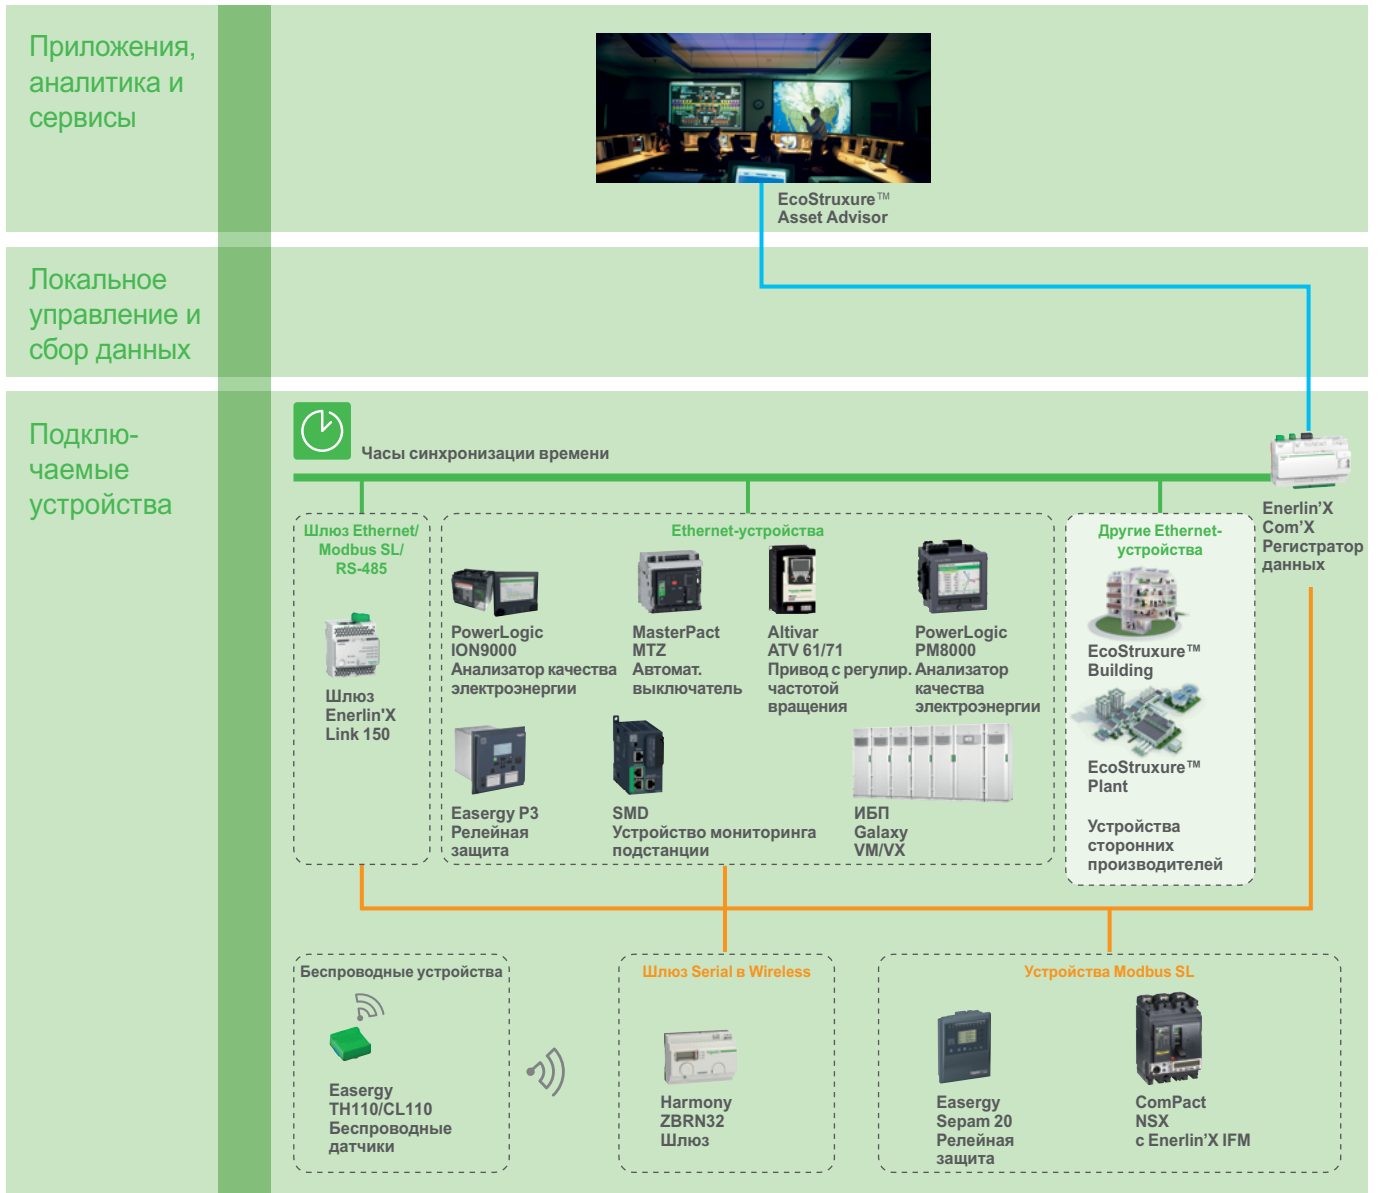 Приложения,
аналитика и
сервисы
EcoStruxure™
Asset Advisor
Локальное
управление и
сбор данных
Подклю-
чаемые
устройства
Часы синхронизации времени
Enerlin’X
Com’X
Регистратор
данных
Шлюз Ethernet/
Modbus SL/
RS-485
Шлюз
Enerlin'X
Link 150
Ethernet-устройства
PowerLogic
ION9000
Анализатор качества
электроэнергии
MasterPact
MTZ
Автомат.
выключатель
Altivar
ATV 61/71
Привод с регулир.
частотой
вращения
PowerLogic
PM8000
Анализатор
качества
электроэнергии
Easergy P3
Релейная
защита
SMD
Устройство мониторинга
подстанции
ИБП
Galaxy
VM/VX
Другие Ethernet-
устройства
EcoStruxure™
Building
EcoStruxure™
Plant
Устройства
сторонних
производителей
Беспроводные устройства
Easergy
TH110/CL110
Беспроводные
датчики
Шлюз Serial в Wireless
Harmony
ZBRN32
Шлюз
Устройства Modbus SL
Easergy
Sepam 20
Релейная
защита
ComPact
NSX
с Enerlin’X IFM